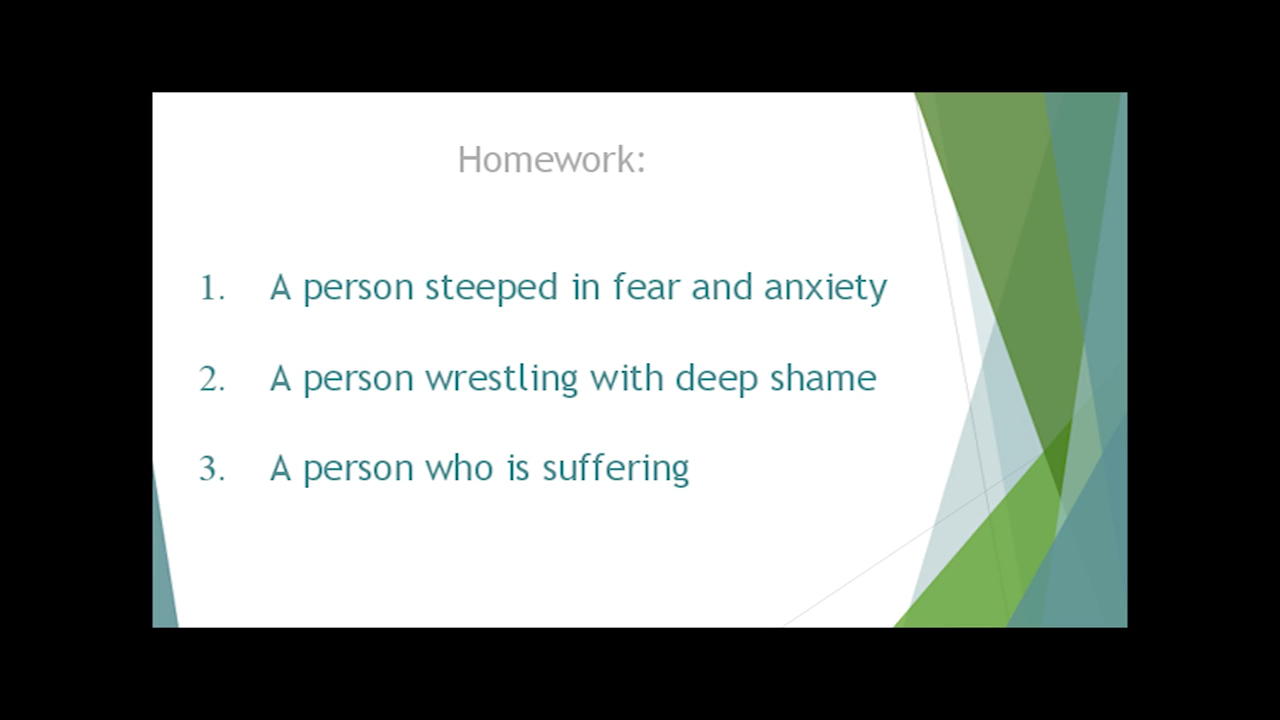 Homework:
1. A person steeped in fear and anxiety
2. A person wrestling with deep shame
3. A person who is suffering